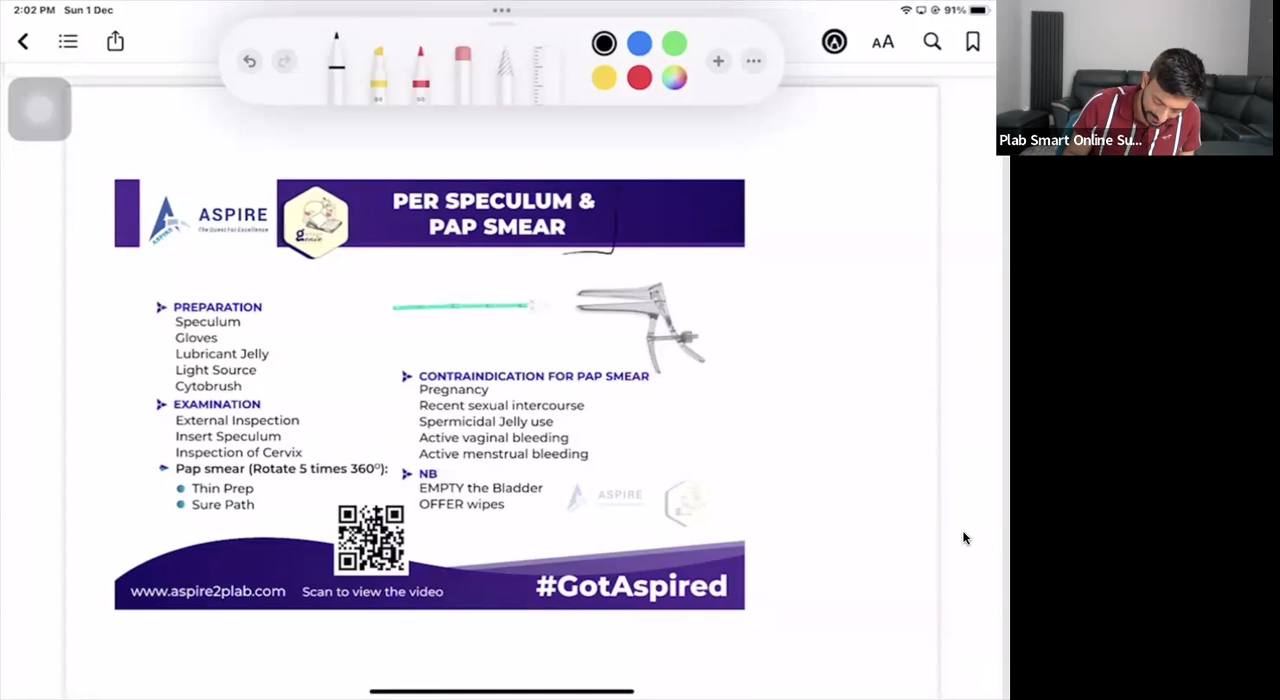 2:02 PM Sun 1 Dec
91%
AA
Plab Smart Online Su...
ASPIRE
The Quest For Excellence
ASPIRE
PER SPECULUM &
PAP SMEAR
PREPARATION
Speculum
Gloves
Lubricant Jelly
Light Source
Cytobrush
EXAMINATION
External Inspection
Insert Speculum
Inspection of Cervix
Pap smear (Rotate 5 times 360⁰):
Thin Prep
Sure Path
CONTRAINDICATION FOR PAP SMEAR
Pregnancy
Recent sexual intercourse
Spermicidal Jelly use
Active vaginal bleeding
Active menstrual bleeding
NB
EMPTY the Bladder
OFFER wipes
ASPIRE
www.aspire2plab.com Scan to view the video
#GotAspired